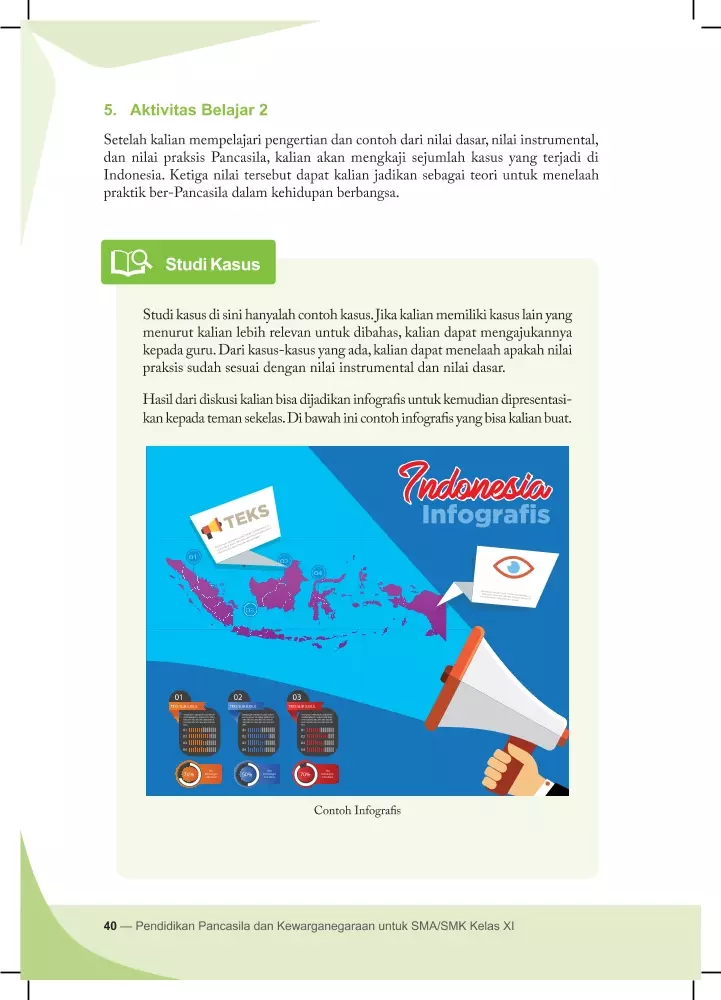 5. Aktivitas Belajar 2
Setelah kalian mempelajari pengertian dan contoh dari nilai dasar, nilai instrumental,
dan nilai praksis Pancasila, kalian akan mengkaji sejumlah kasus yang terjadi di
Indonesia. Ketiga nilai tersebut dapat kalian jadikan sebagai teori untuk menelaah
praktik ber-Pancasila dalam kehidupan berbangsa.
Studi Kasus
Studi kasus di sini hanyalah contoh kasus. Jika kalian memiliki kasus lain yang
menurut kalian lebih relevan untuk dibahas, kalian dapat mengajukannya
kepada guru. Dari kasus-kasus yang ada, kalian dapat menelaah apakah nilai
praksis sudah sesuai dengan nilai instrumental dan nilai dasar.
Hasil dari diskusi kalian bisa dijadikan infografis untuk kemudian dipresentasi-
kan kepada teman sekelas. Di bawah ini contoh infografis yang bisa kalian buat.
Indonesia
Infografis
TEKS
01
03
04
01
02
03
50%
70%
Contoh Infografis
40 — Pendidikan Pancasila dan Kewarganegaraan untuk SMA/SMK Kelas XI